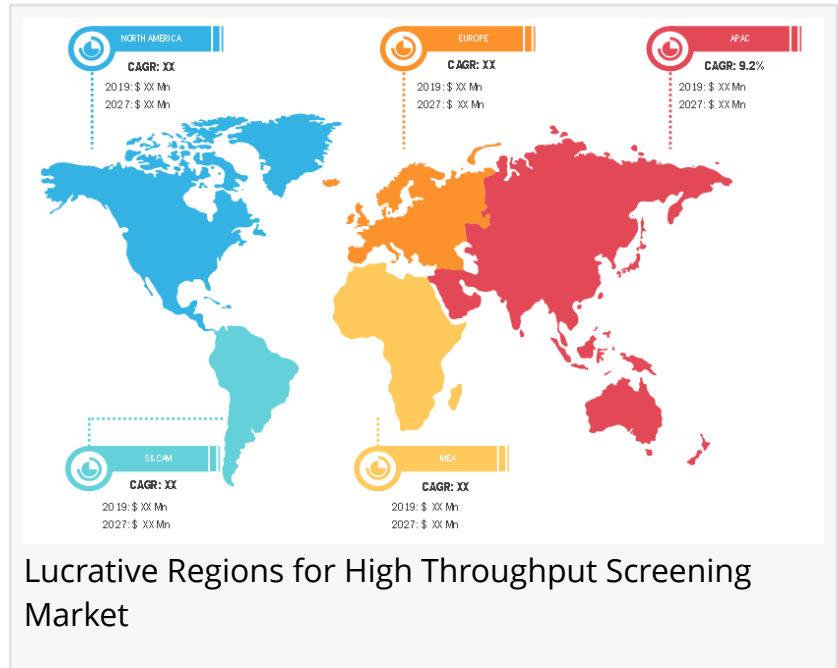 NORTH AMERICA
CAGR: XX
2019: $ XX Mn
2027: $ XX Mn
EUROPE
CAGR: XX
2019: $ XX Mn
2027: $ XX Mn
APAC
CAGR: 9.2%
2019: $ XX Mn
2027: $ XX Mn
S& CAM
CAGR: XX
2019: $ XX Mn
2027: $ XX Mn
MEA
CAGR: XX
2019: $ XX Mn
2027: $ XX Mn
Lucrative Regions for High Throughput Screening
Market